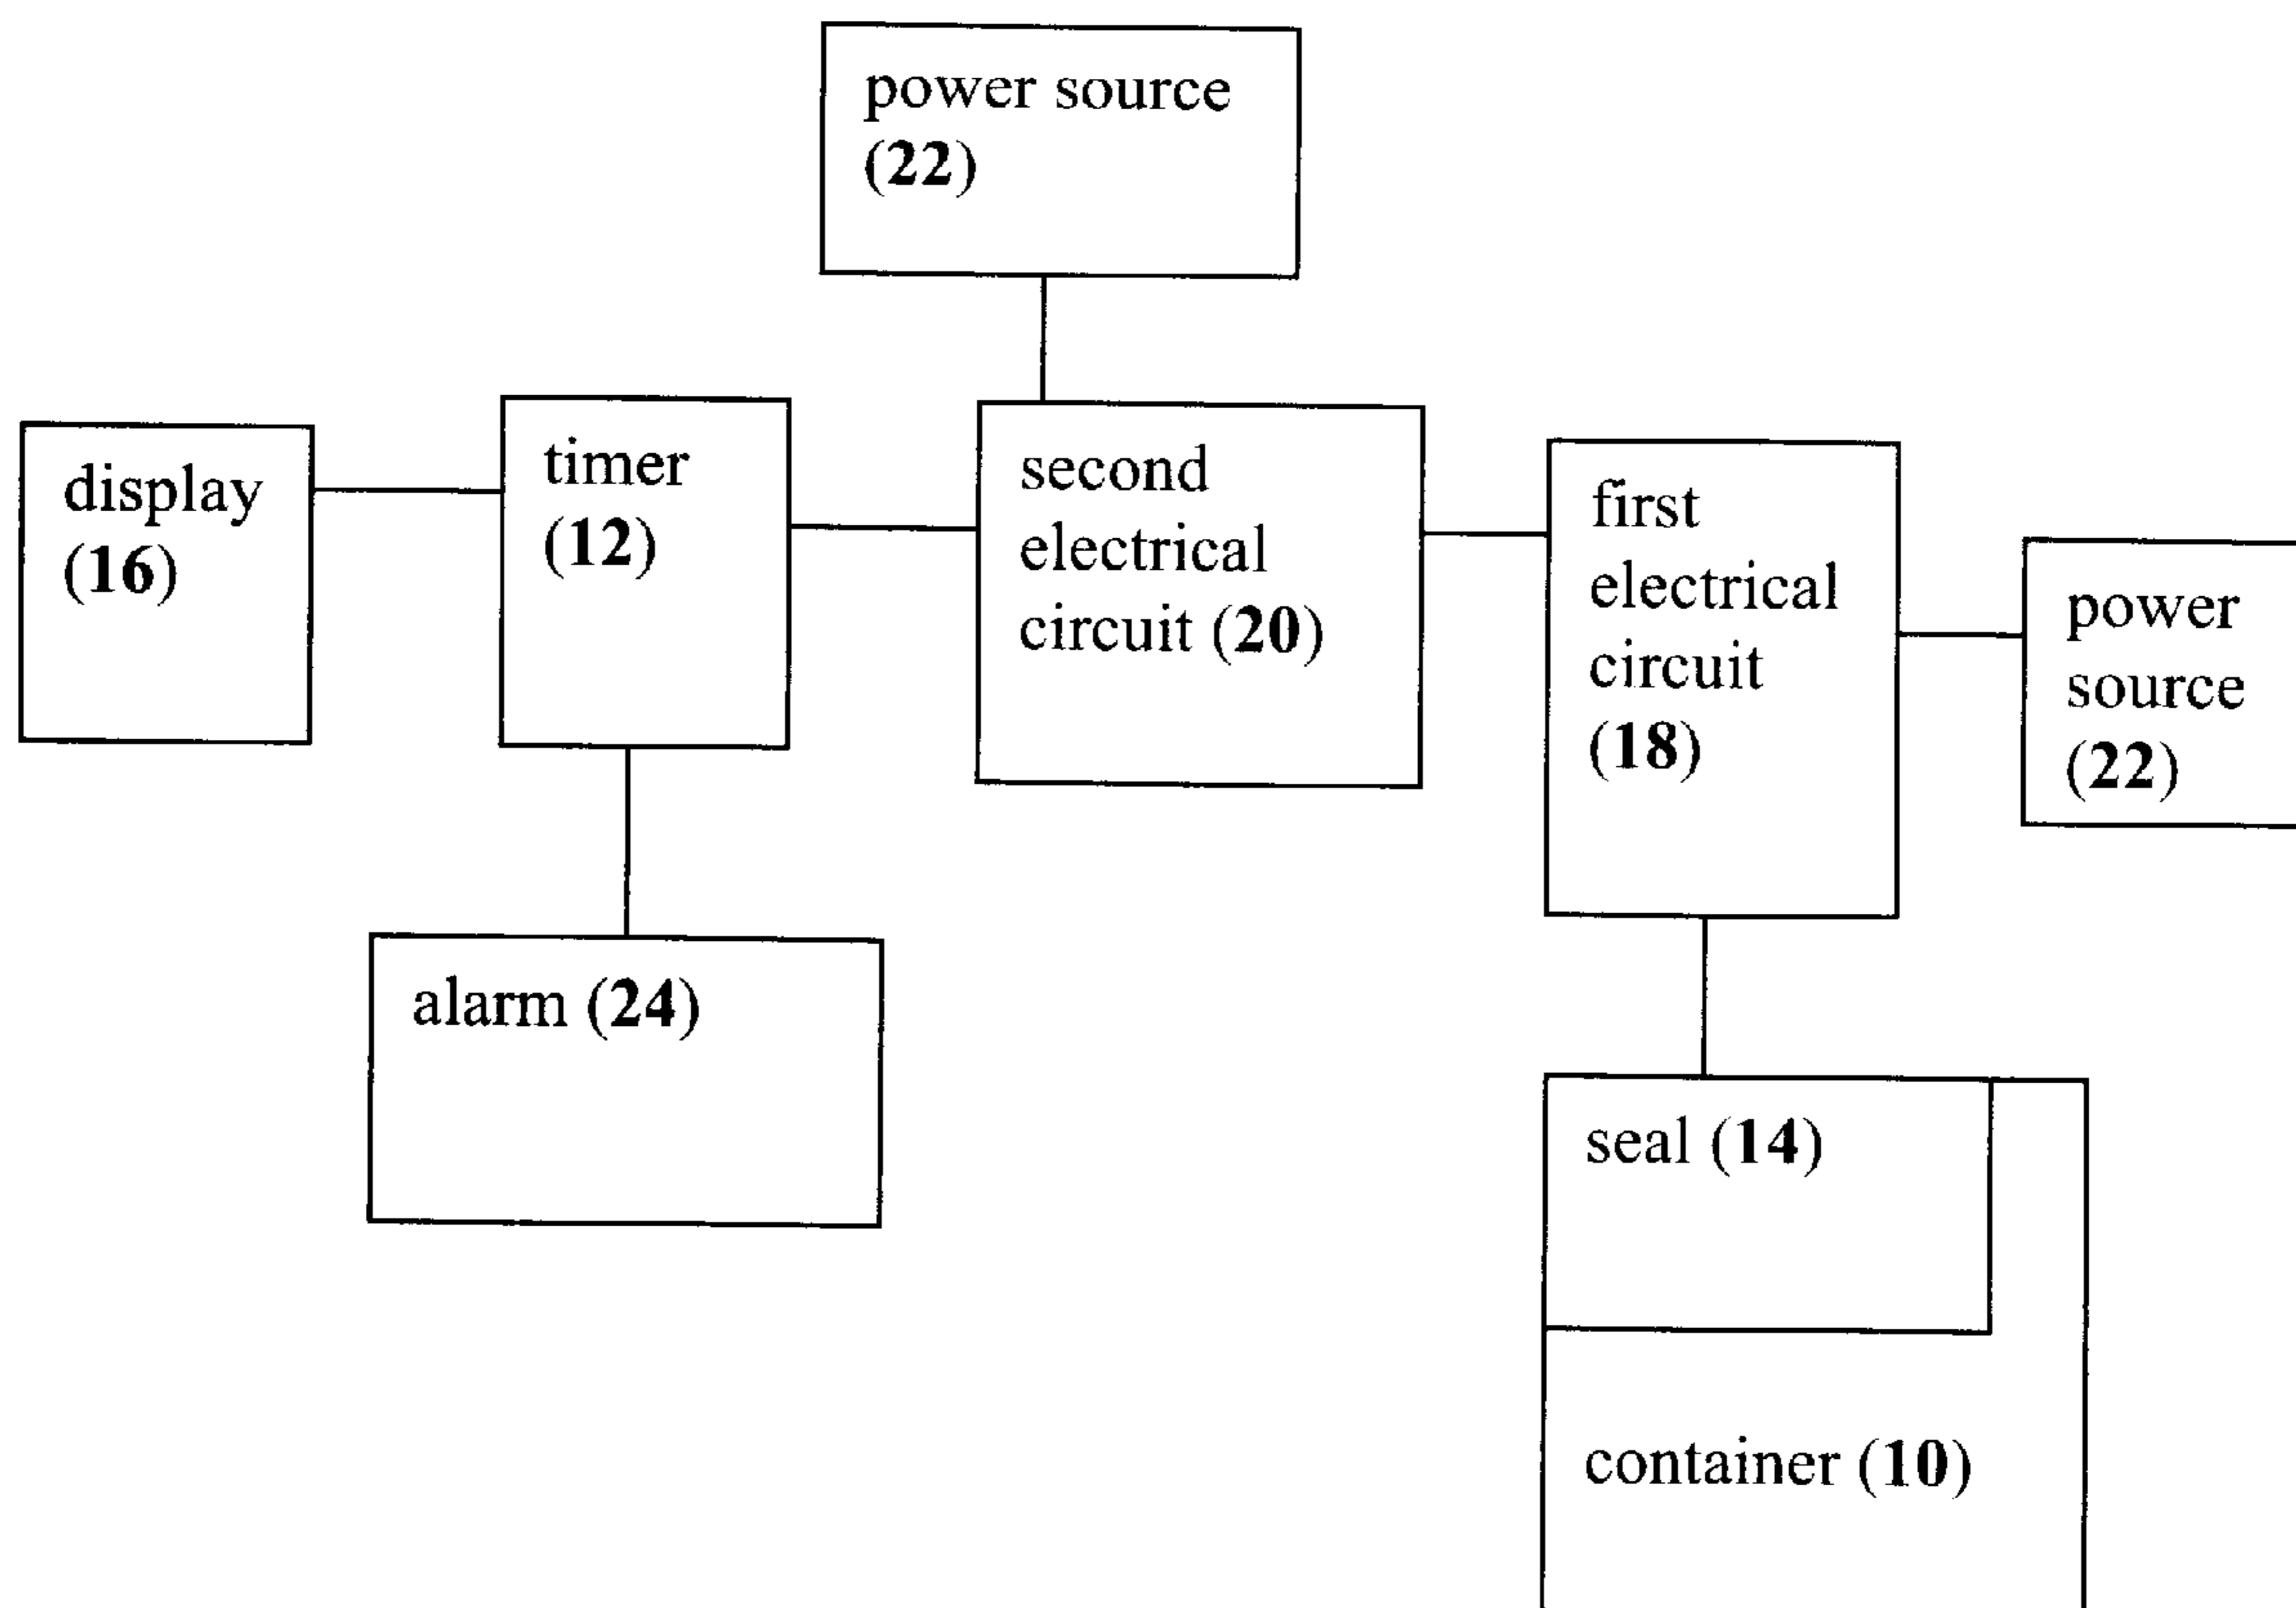 power source
(22)
display
(16)
timer
(12)
second
electrical
circuit (20)
first
electrical
circuit
(18)
power
source
(22)
alarm (24)
seal (14)
container (10)